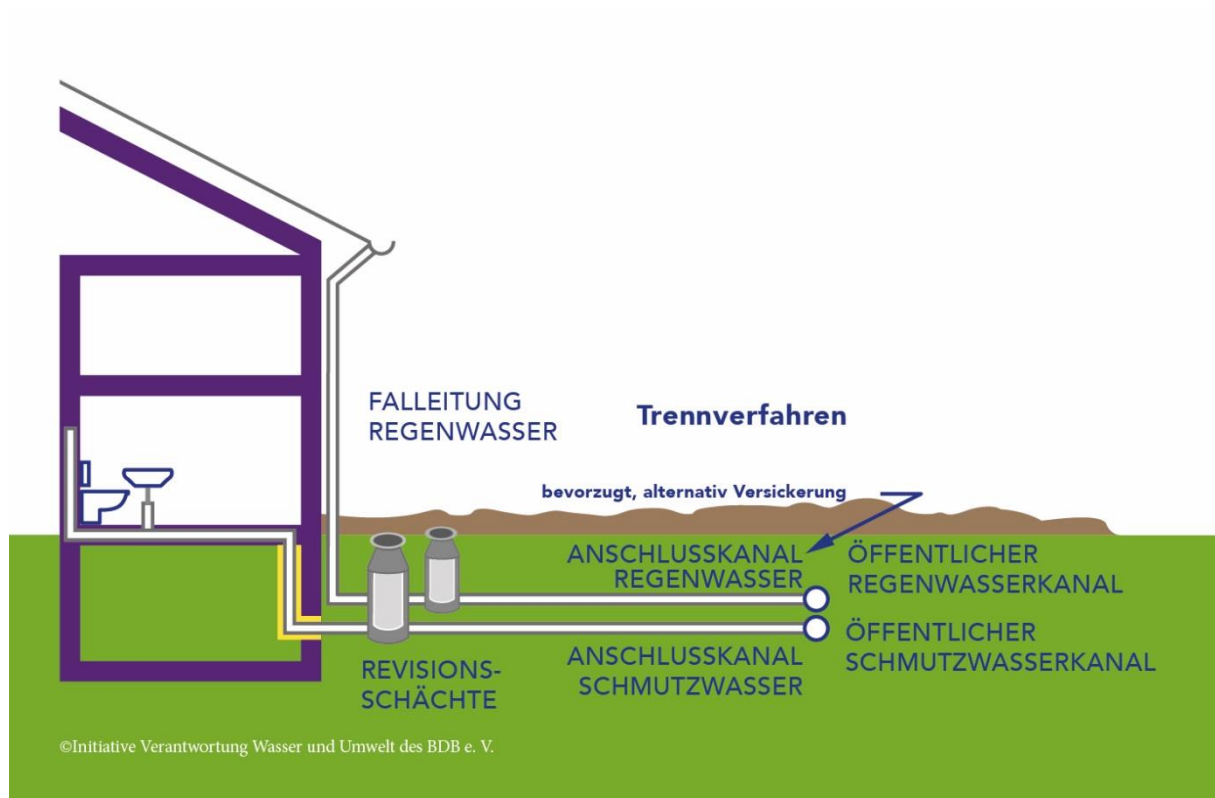 FALLEITUNG
REGENWASSER
Trennverfahren
bevorzugt, alternativ Versickerung
ANSCHLUSSKANAL
REGENWASSER
ÖFFENTLICHER
REGENWASSERKANAL
ÖFFENTLICHER
SCHMUTZWASSERKANAL
ANSCHLUSSKANAL
SCHMUTZWASSER
REVISIONS-
SCHÄCHTE
©Initiative Verantwortung Wasser und Umwelt des BDB e. V.